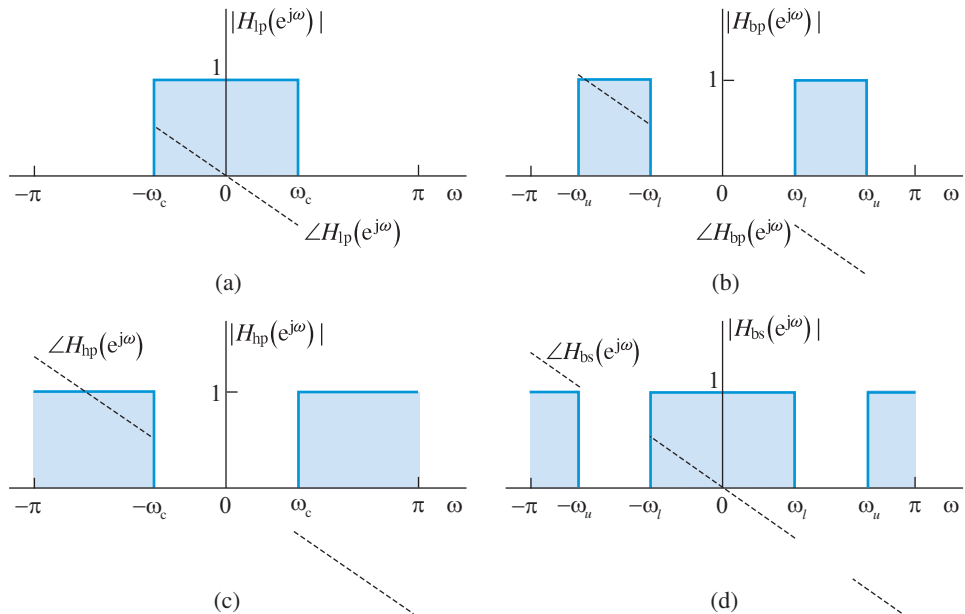 |H_lp(e^jω)|
1
−π −ω_c 0 ω_c π ω
∠H_lp(e^jω)
(a)
|H_bp(e^jω)|
1
−π −ω_u −ω_l 0 ω_l ω_u π ω
∠H_bp(e^jω)
(b)
∠H_hp(e^jω)
|H_hp(e^jω)|
1
−π −ω_c 0 ω_c π ω
(c)
∠H_bs(e^jω)
|H_bs(e^jω)|
1
−π −ω_u −ω_l 0 ω_l ω_u π ω
(d)